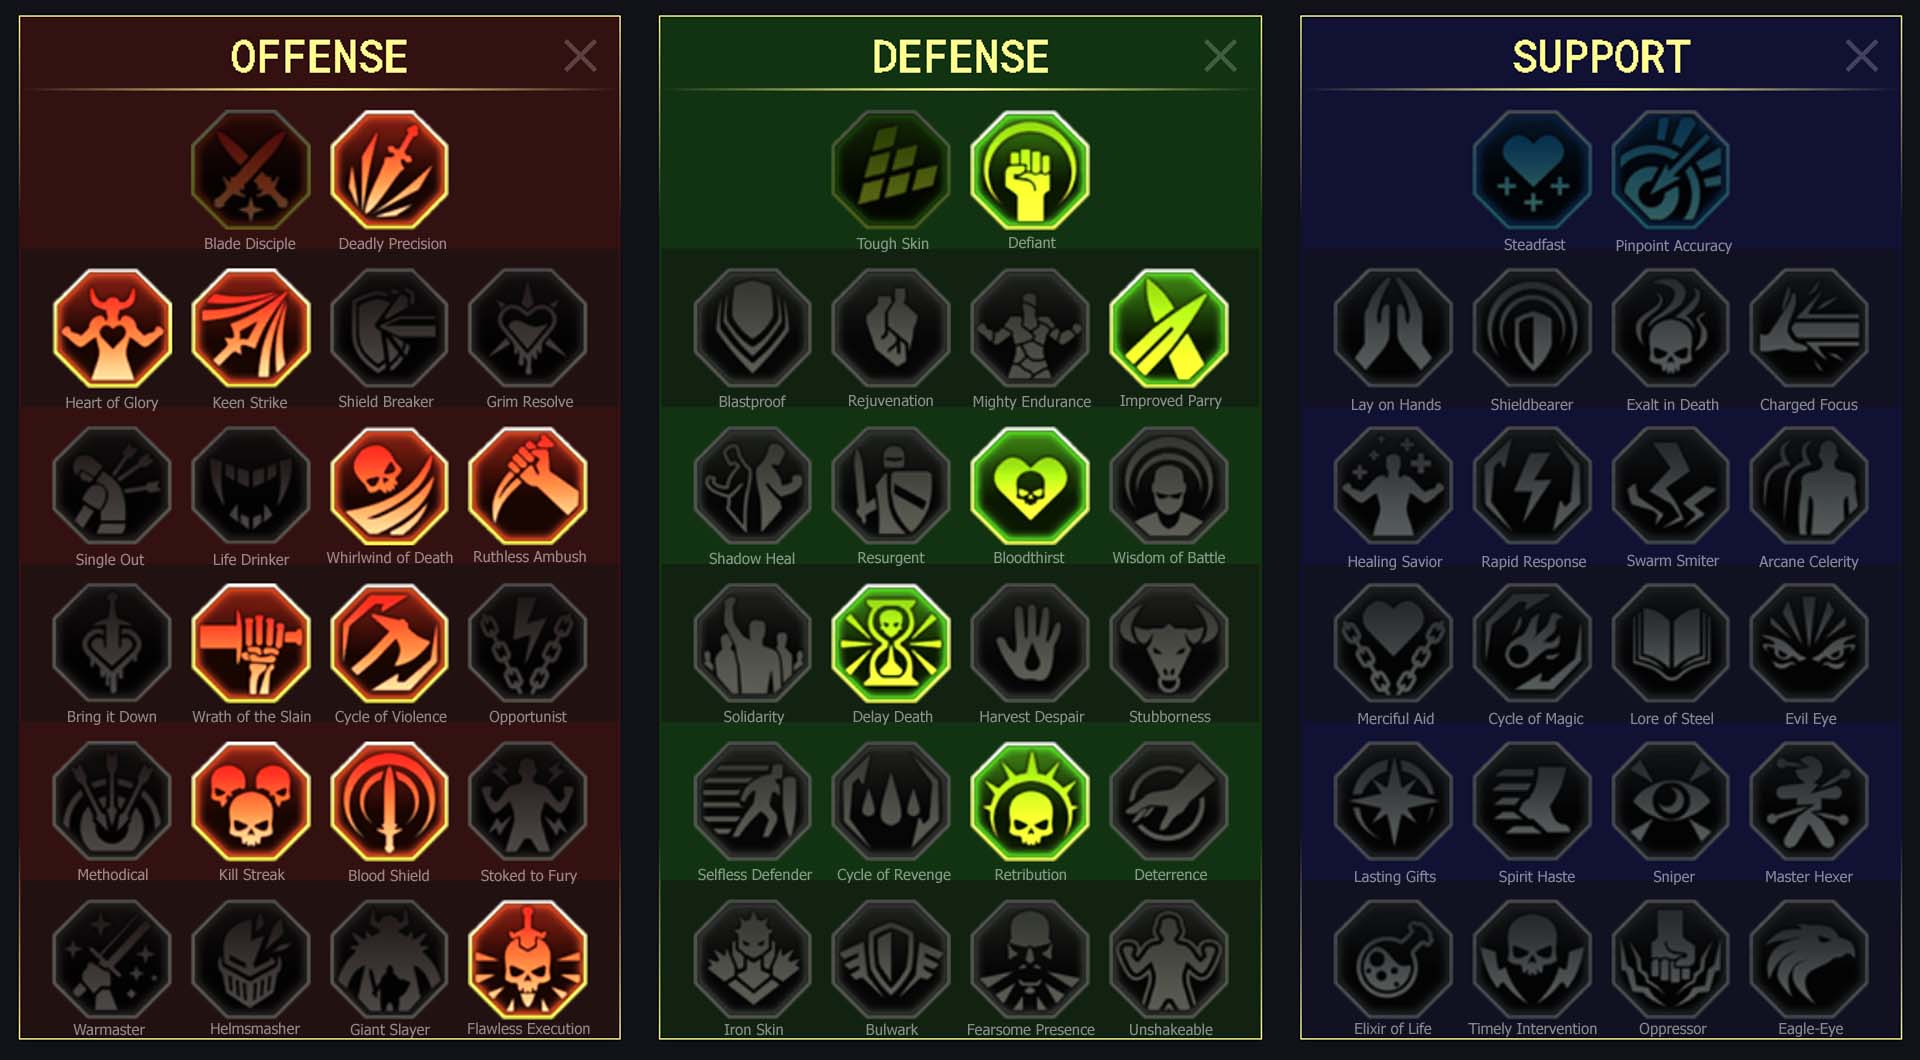 OFFENSE
Blade Disciple Deadly Precision
Heart of Glory Keen Strike Shield Breaker Grim Resolve
Single Out Life Drinker Whirlwind of Death Ruthless Ambush
Bring it Down Wrath of the Slain Cycle of Violence Opportunist
Methodical Kill Streak Blood Shield Stoked to Fury
Warmaster Helmsmasher Giant Slayer Flawless Execution
DEFENSE
Tough Skin Defiant
Blastproof Rejuvenation Mighty Endurance Improved Parry
Shadow Heal Resurgent Bloodthirst Wisdom of Battle
Solidarity Delay Death Harvest Despair Stubborness
Selfless Defender Cycle of Revenge Retribution Deterrence
Iron Skin Bulwark Fearsome Presence Unshakeable
SUPPORT
Steadfast Pinpoint Accuracy
Lay on Hands Shieldbearer Exalt in Death Charged Focus
Healing Savior Rapid Response Swarm Smiter Arcane Celerity
Merciful Aid Cycle of Magic Lore of Steel Evil Eye
Lasting Gifts Spirit Haste Sniper Master Hexer
Elixir of Life Timely Intervention Oppressor Eagle-Eye